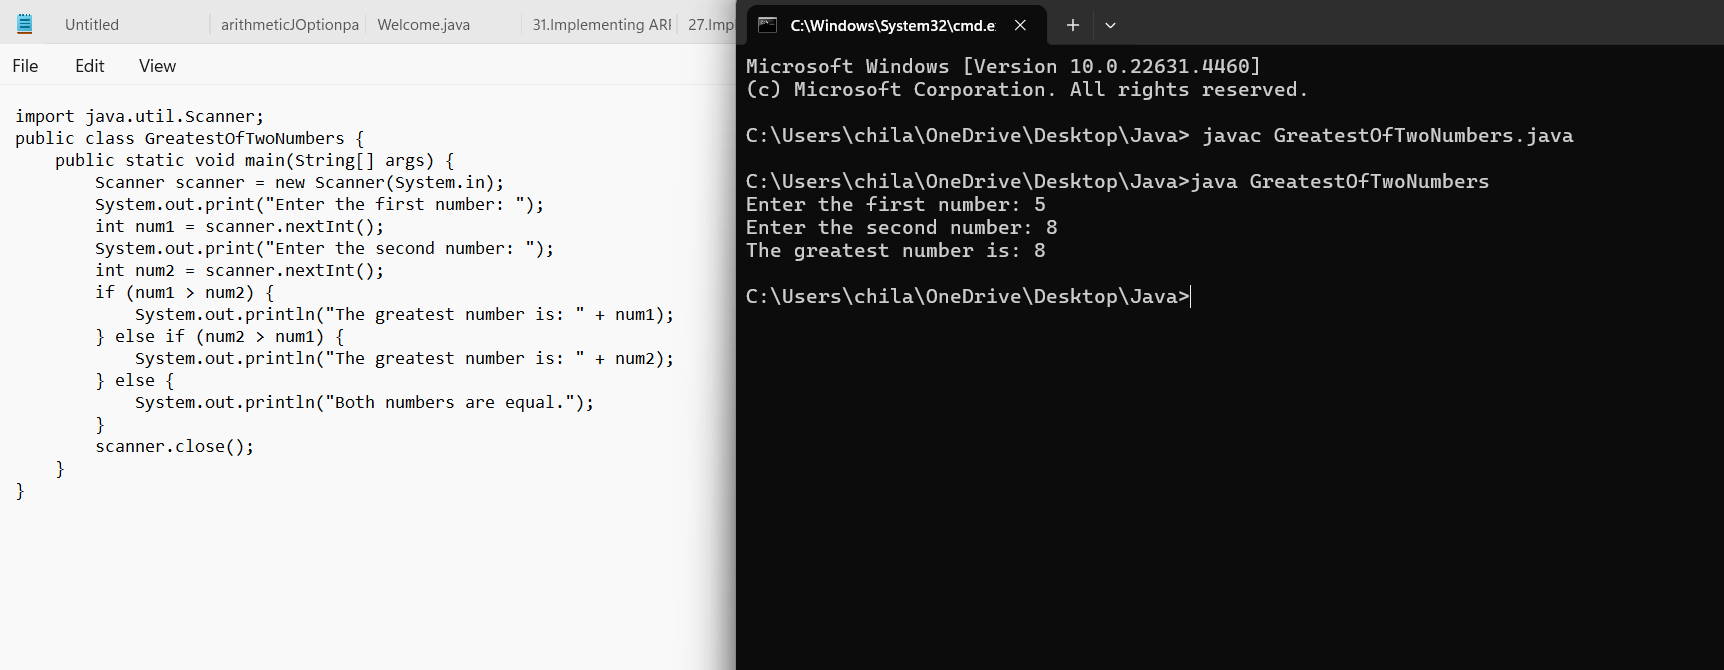 Untitled
arithmeticJOptionpa
Welcome.java
31.Implementing ARI
27.Impl
File Edit View
import java.util.Scanner;
public class GreatestOfTwoNumbers {
    public static void main(String[] args) {
        Scanner scanner = new Scanner(System.in);
        System.out.print("Enter the first number: ");
        int num1 = scanner.nextInt();
        System.out.print("Enter the second number: ");
        int num2 = scanner.nextInt();
        if (num1 > num2) {
            System.out.println("The greatest number is: " + num1);
        } else if (num2 > num1) {
            System.out.println("The greatest number is: " + num2);
        } else {
            System.out.println("Both numbers are equal.");
        }
        scanner.close();
    }
}
C:\Windows\System32\cmd.e
Microsoft Windows [Version 10.0.22631.4460]
(c) Microsoft Corporation. All rights reserved.
C:\Users\chila\OneDrive\Desktop\Java> javac GreatestOfTwoNumbers.java
C:\Users\chila\OneDrive\Desktop\Java>java GreatestOfTwoNumbers
Enter the first number: 5
Enter the second number: 8
The greatest number is: 8
C:\Users\chila\OneDrive\Desktop\Java>